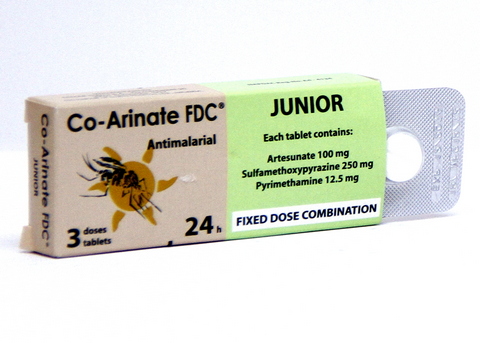 Co-Arinate FDC®
Antimalarial
3 doses
tablets
24 h
JUNIOR
Each tablet contains:
Artesunate 100 mg
Sulfamethoxypyrazine 250 mg
Pyrimethamine 12.5 mg
FIXED DOSE COMBINATION
Co-Arinate FDC®
JUNIOR